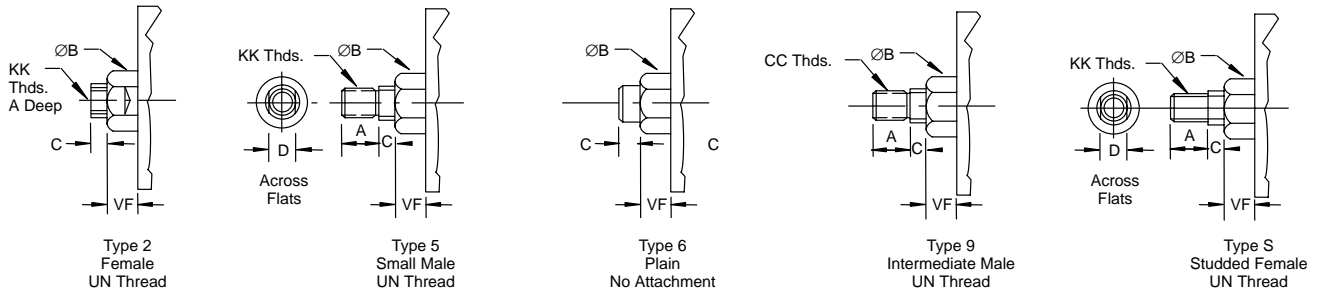 ØB
KK
Thds.
A Deep
C
VF
Type 2
Female
UN Thread
KK Thds.
ØB
A
C
D
Across
Flats
VF
Type 5
Small Male
UN Thread
ØB
C
C
VF
Type 6
Plain
No Attachment
CC Thds.
ØB
A
C
VF
Type 9
Intermediate Male
UN Thread
KK Thds.
ØB
A
C
D
Across
Flats
VF
Type S
Studded Female
UN Thread